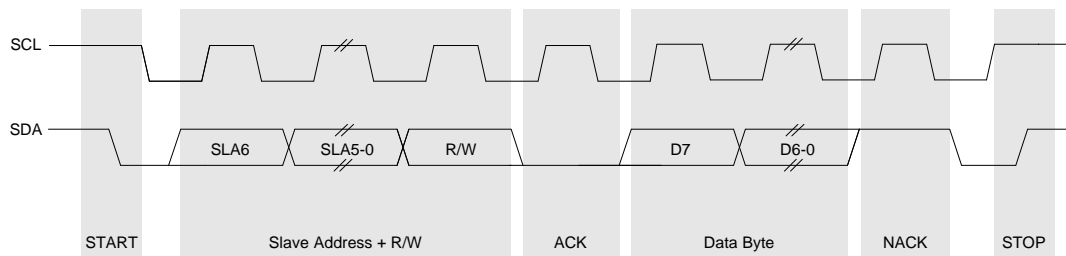 SCL
SDA
SLA6 SLA5-0 R/W D7 D6-0
START Slave Address + R/W ACK Data Byte NACK STOP